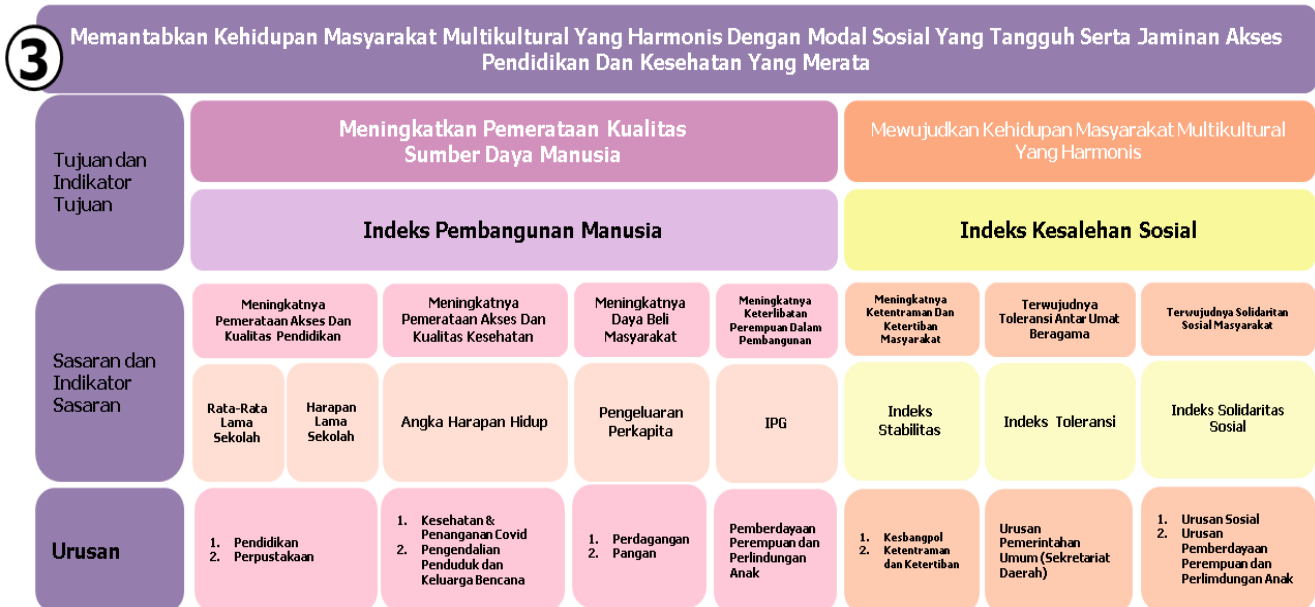 3
Memantabkan Kehidupan Masyarakat Multikultural Yang Harmonis Dengan Modal Sosial Yang Tangguh Serta Jaminan Akses
Pendidikan Dan Kesehatan Yang Merata
Tujuan dan
Indikator
Tujuan
Meningkatkan Pemerataan Kualitas
Sumber Daya Manusia
Mewujudkan Kehidupan Masyarakat Multikultural
Yang Harmonis
Indeks Pembangunan Manusia
Indeks Kesalehan Sosial
Sasaran dan
Indikator
Sasaran
Meningkatnya
Pemerataan Akses Dan
Kualitas Pendidikan
Meningkatnya
Pemerataan Akses Dan
Kualitas Kesehatan
Meningkatnya
Daya Beli
Masyarakat
Meningkatnya
Keterlibatan
Perempuan Dalam
Pembangunan
Meningkatnya
Ketentraman Dan
Ketertiban
Masyarakat
Terwujudnya
Toleransi Antar Umat
Beragama
Terwujudnya Solidaritan
Sosial Masyarakat
Rata-Rata
Lama
Sekolah
Harapan
Lama
Sekolah
Angka Harapan Hidup
Pengeluaran
Perkapita
IPG
Indeks
Stabilitas
Indeks Toleransi
Indeks Solidaritas
Sosial
Urusan
1. Pendidikan
2. Perpustakaan
1. Kesehatan &
Penanganan Covid
2. Pengendalian
Penduduk dan
Keluarga Bencana
1. Perdagangan
2. Pangan
Pemberdayaan
Perempuan dan
Perlindungan
Anak
1. Kesbangpol
2. Ketentraman
dan Ketertiban
Urusan
Pemerintahan
Umum (Sekretariat
Daerah)
1. Urusan Sosial
2. Urusan
Pemberdayaan
Perempuan dan
Perlimdungan Anak